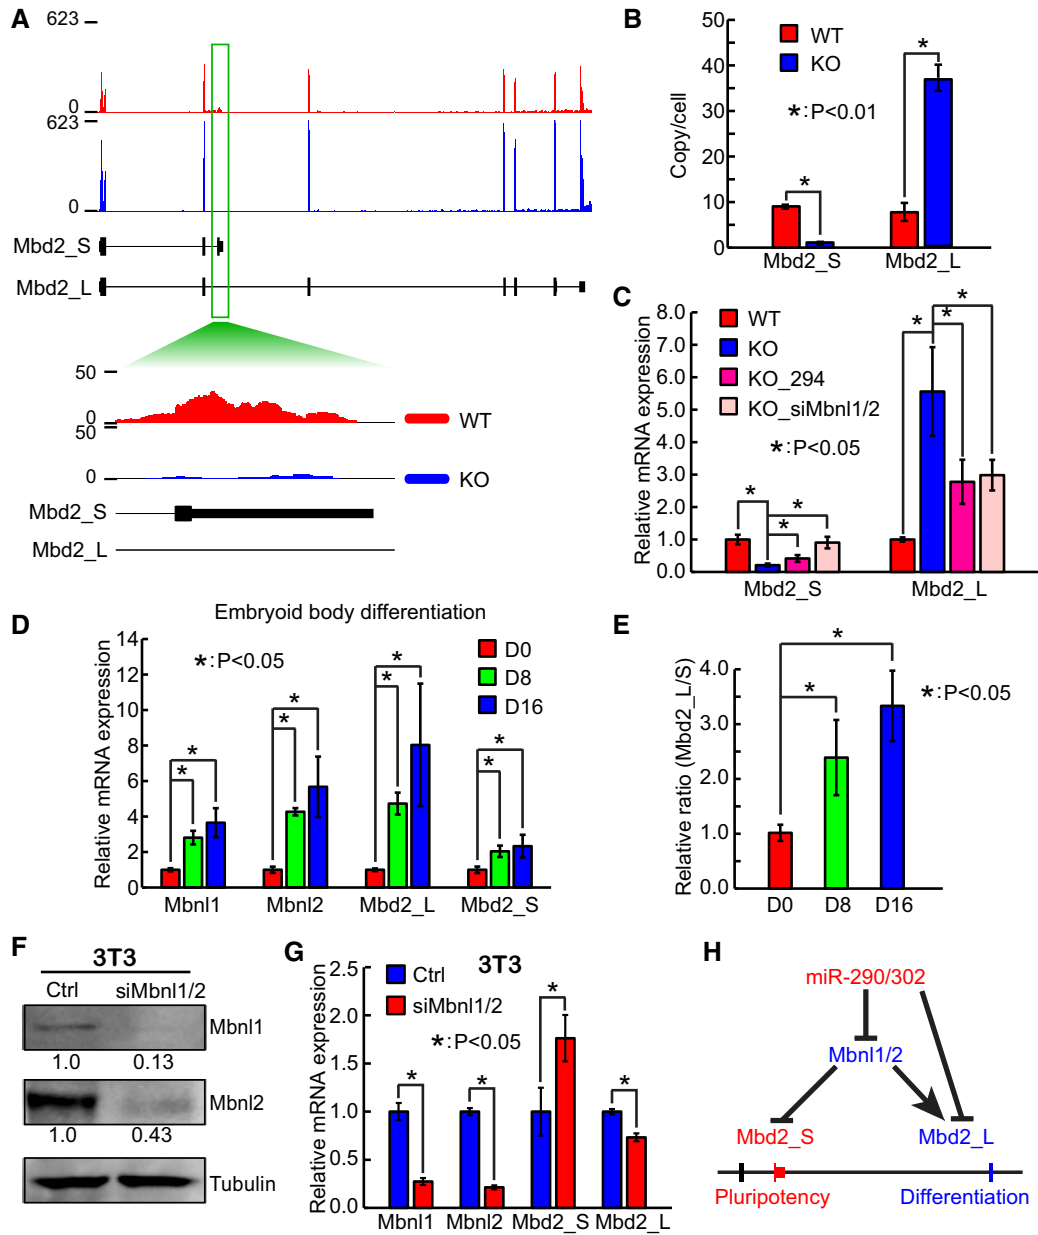 A
623
0
623
0
Mbd2_S
Mbd2_L
50
0
50
0
WT
KO
Mbd2_S
Mbd2_L
B
Copy/cell
50
40
30
20
10
0
WT
KO
*:P<0.01
*
*
Mbd2_S
Mbd2_L
C
Relative mRNA expression
8.0
7.0
6.0
5.0
4.0
3.0
2.0
1.0
0.0
WT
KO
KO_294
KO_siMbnl1/2
*:P<0.05
*
*
*
*
*
*
Mbd2_S
Mbd2_L
D
Embryoid body differentiation
Relative mRNA expression
14
12
10
8
6
4
2
0
*:P<0.05
D0
D8
D16
*
*
*
*
*
*
*
*
Mbnl1
Mbnl2
Mbd2_L
Mbd2_S
E
Relative ratio (Mbd2_L/S)
4.0
3.0
2.0
1.0
0.0
*
*
*:P<0.05
D0
D8
D16
F
3T3
Ctrl
siMbnl1/2
Mbnl1
1.0
0.13
Mbnl2
1.0
0.43
Tubulin
G
3T3
Relative mRNA expression
2.5
2.0
1.5
1.0
0.5
0.0
Ctrl
siMbnl1/2
*:P<0.05
*
*
*
*
Mbnl1
Mbnl2
Mbd2_S
Mbd2_L
H
miR-290/302
Mbnl1/2
Mbd2_S
Mbd2_L
Pluripotency
Differentiation